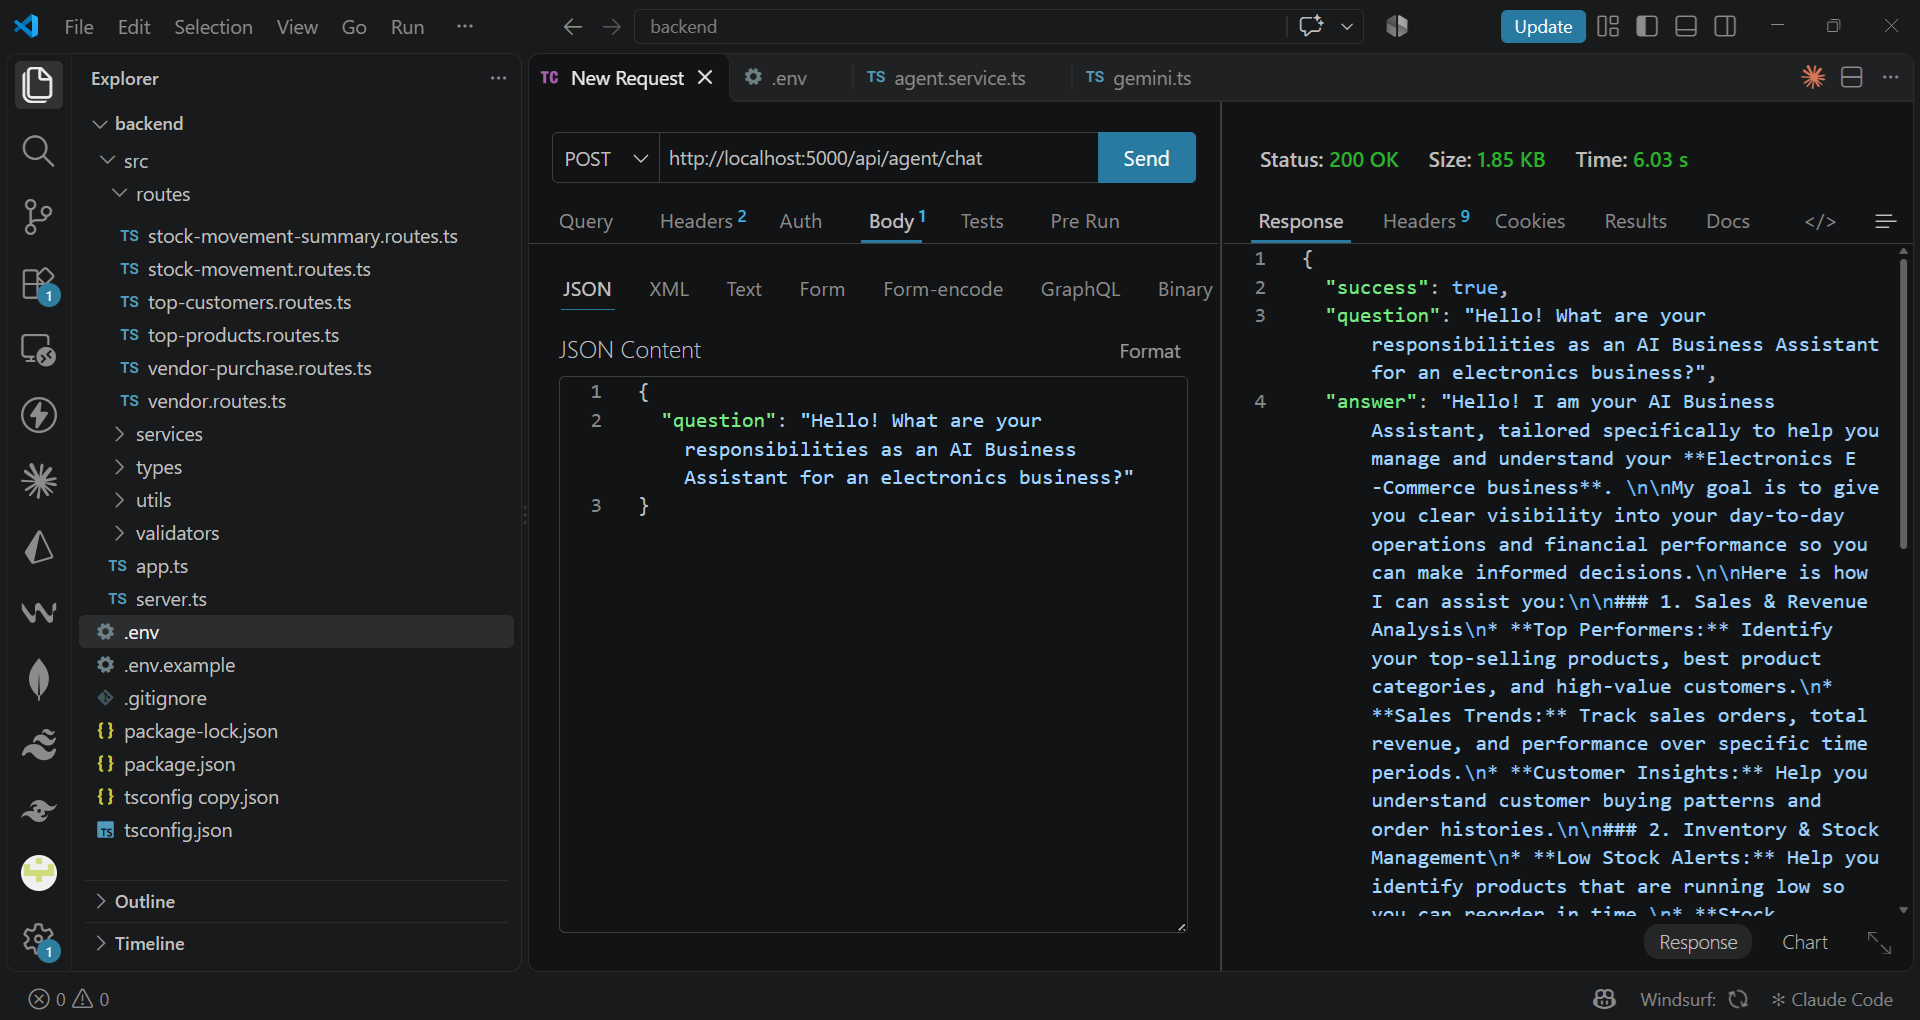 File Edit Selection View Go Run ···
backend
Update
Explorer
···
backend
src
routes
TS stock-movement-summary.routes.ts
TS stock-movement.routes.ts
TS top-customers.routes.ts
TS top-products.routes.ts
TS vendor-purchase.routes.ts
TS vendor.routes.ts
services
types
utils
validators
TS app.ts
TS server.ts
.env
.env.example
.gitignore
{} package-lock.json
{} package.json
{} tsconfig copy.json
TS tsconfig.json
Outline
Timeline
1
1
TC New Request
.env
TS agent.service.ts
TS gemini.ts
···
POST
http://localhost:5000/api/agent/chat
Send
Query Headers 2 Auth Body 1 Tests Pre Run
JSON XML Text Form Form-encode GraphQL Binary
JSON Content
Format
1 {
2 "question": "Hello! What are your
responsibilities as an AI Business
Assistant for an electronics business?"
3 }
Status: 200 OK Size: 1.85 KB Time: 6.03 s
Response Headers 9 Cookies Results Docs </>
1 {
2 "success": true,
3 "question": "Hello! What are your
responsibilities as an AI Business Assistant
for an electronics business?",
4 "answer": "Hello! I am your AI Business
Assistant, tailored specifically to help you
manage and understand your **Electronics E
-Commerce business**. \n\nMy goal is to give
you clear visibility into your day-to-day
operations and financial performance so you
can make informed decisions.\n\nHere is how
I can assist you:\n\n### 1. Sales & Revenue
Analysis\n* **Top Performers:** Identify
your top-selling products, best product
categories, and high-value customers.\n*
**Sales Trends:** Track sales orders, total
revenue, and performance over specific time
periods.\n* **Customer Insights:** Help you
understand customer buying patterns and
order histories.\n\n### 2. Inventory & Stock
Management\n* **Low Stock Alerts:** Help you
identify products that are running low so
you can reorder in time.\n* **Stock
Response Chart
0 0
Windsurf: Claude Code